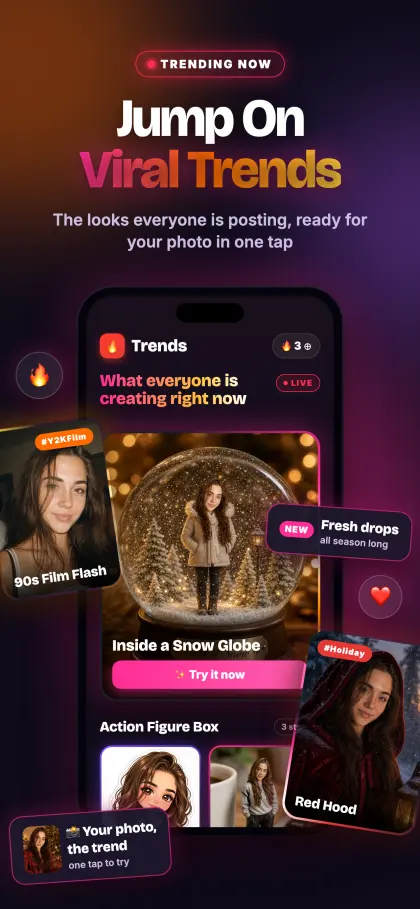 TRENDING NOW
Jump On
Viral Trends
The looks everyone is posting, ready for
your photo in one tap
Trends
3
What everyone is
creating right now
LIVE
#Y2KFilm
90s Film Flash
NEW
Fresh drops
all season long
Inside a Snow Globe
Try it now
#Holiday
Red Hood
Action Figure Box
3 st
Your photo,
the trend
one tap to try